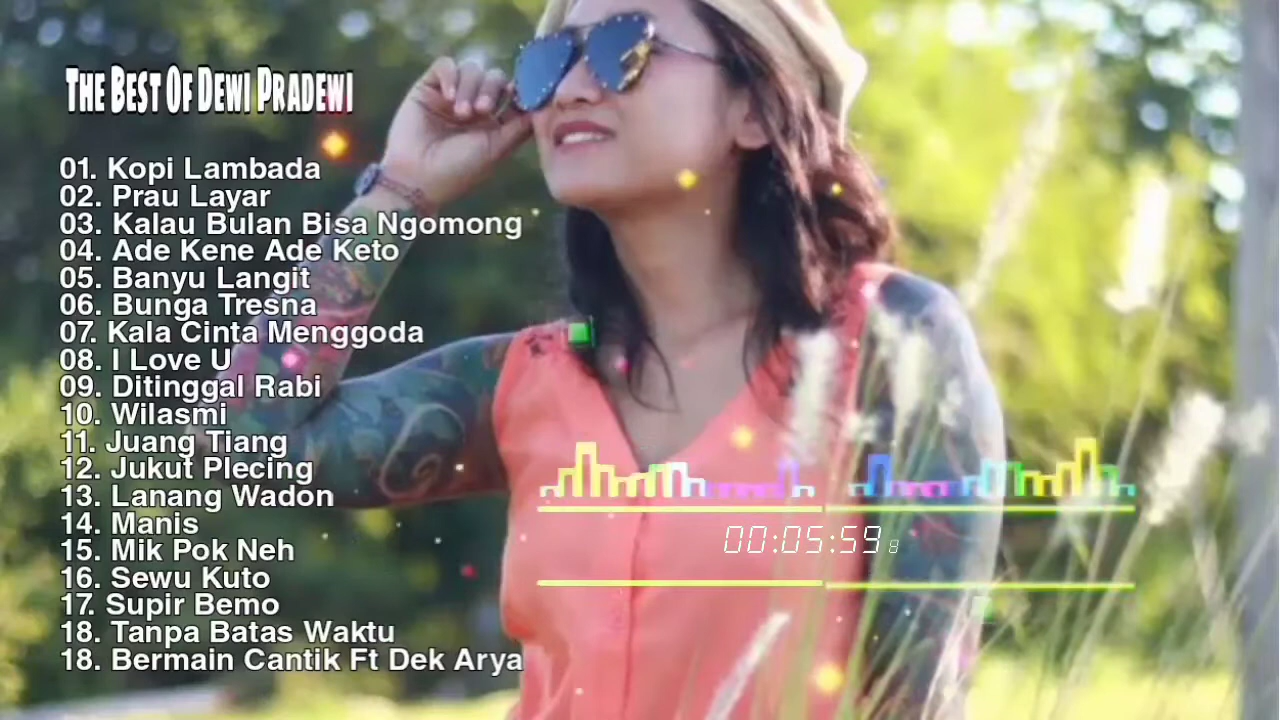 The Best Of Dewi Pradewi
01. Kopi Lambada
02. Prau Layar
03. Kalau Bulan Bisa Ngomong
04. Ade Kene Ade Keto
05. Banyu Langit
06. Bunga Tresna
07. Kala Cinta Menggoda
08. I Love U
09. Ditinggal Rabi
10. Wilasmi
11. Juang Tiang
12. Jukut Plecing
13. Lanang Wadon
14. Manis
15. Mik Pok Neh
16. Sewu Kuto
17. Supir Bemo
18. Tanpa Batas Waktu
18. Bermain Cantik Ft Dek Arya
00:05:59